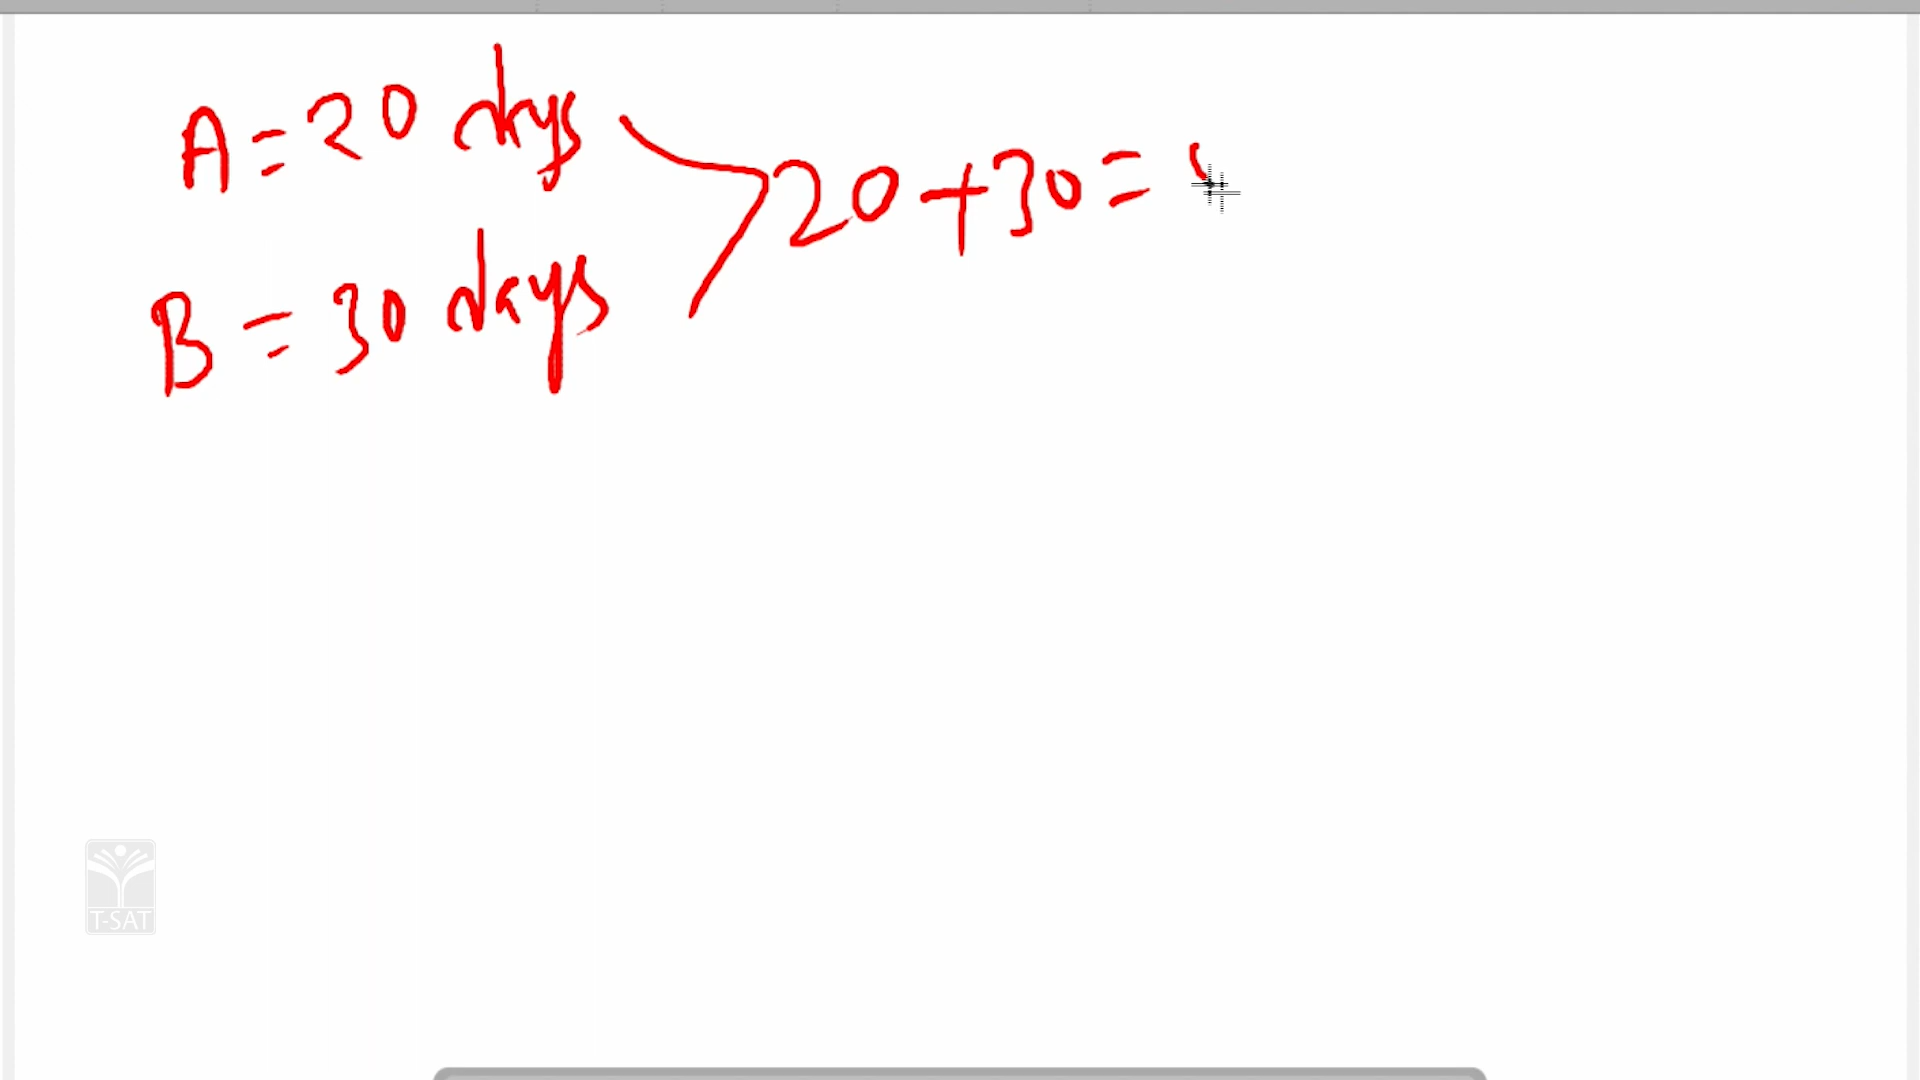 A = 20 days
20 + 30 =
B = 30 days
T-SAT